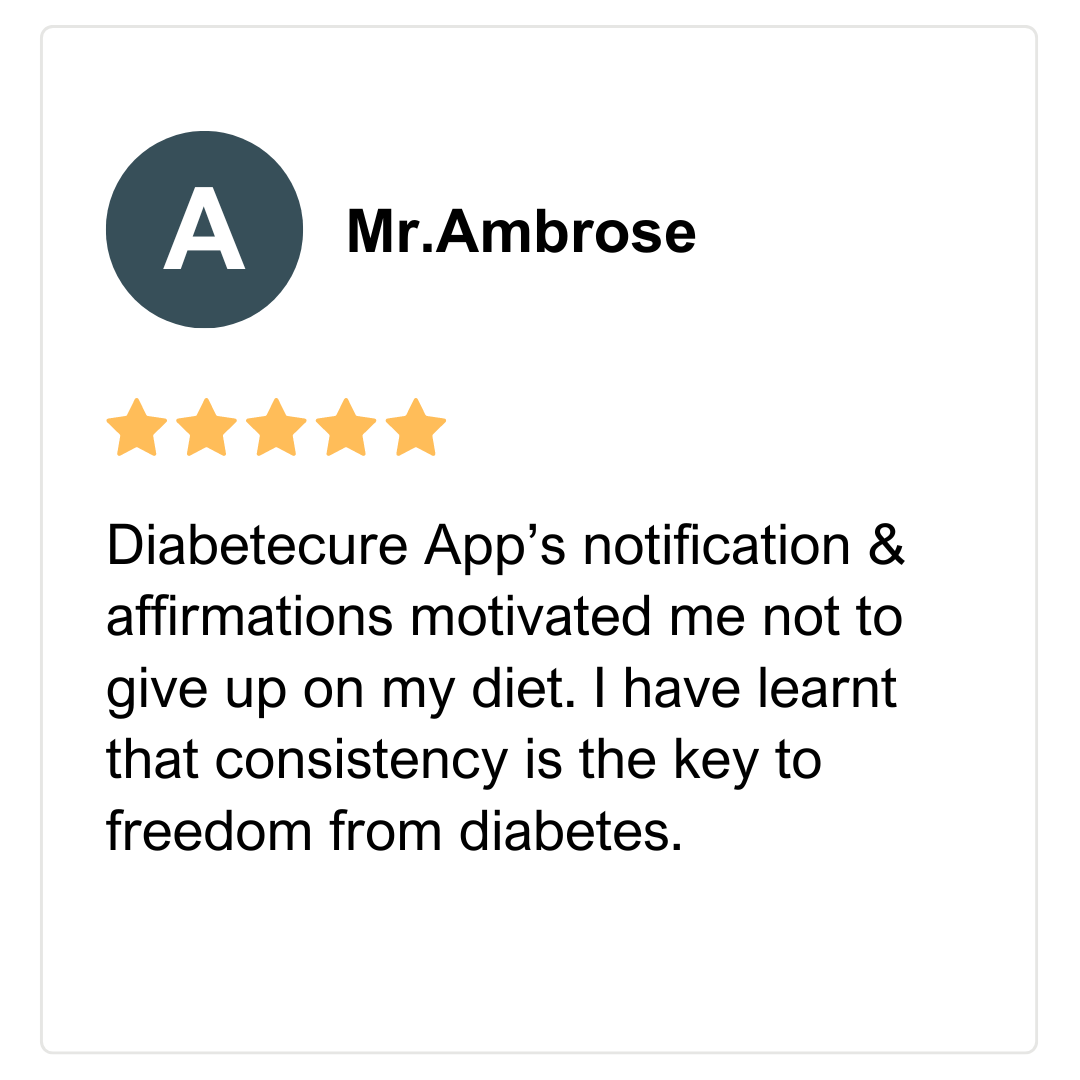 A
Mr.Ambrose
Diabetecure App’s notification &
affirmations motivated me not to
give up on my diet. I have learnt
that consistency is the key to
freedom from diabetes.